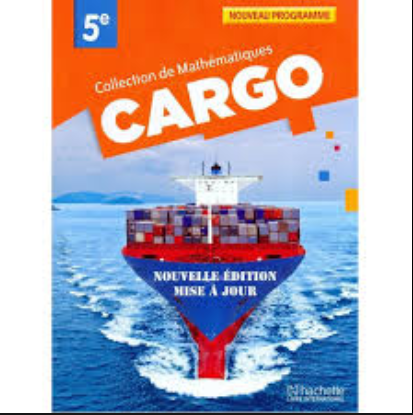 5e
NOUVEAU PROGRAMME
Collection de Mathématiques
CARGO
NOUVELLE ÉDITION
MISE À JOUR
hachette
LIVRE INTERNATIONAL